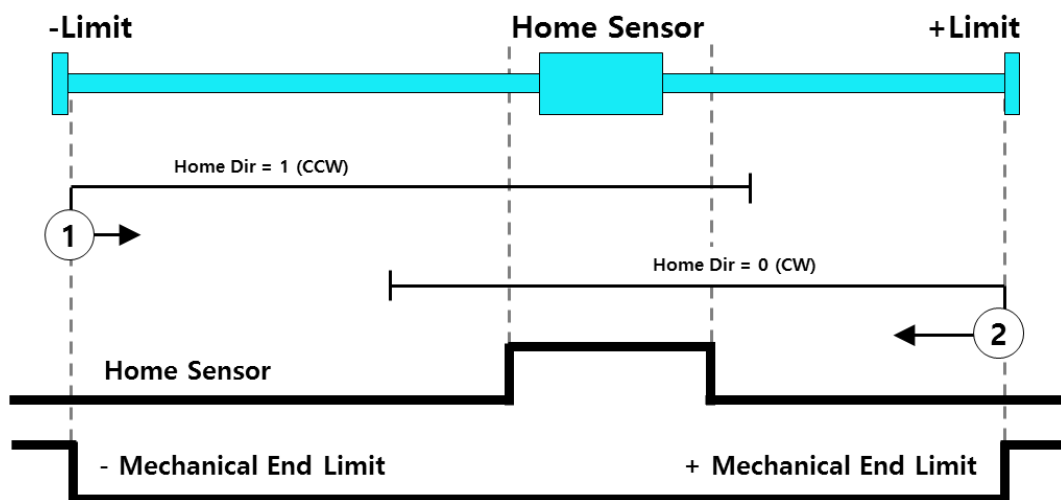 -Limit
Home Sensor
+Limit
Home Dir = 1 (CCW)
1
Home Dir = 0 (CW)
2
Home Sensor
- Mechanical End Limit
+ Mechanical End Limit